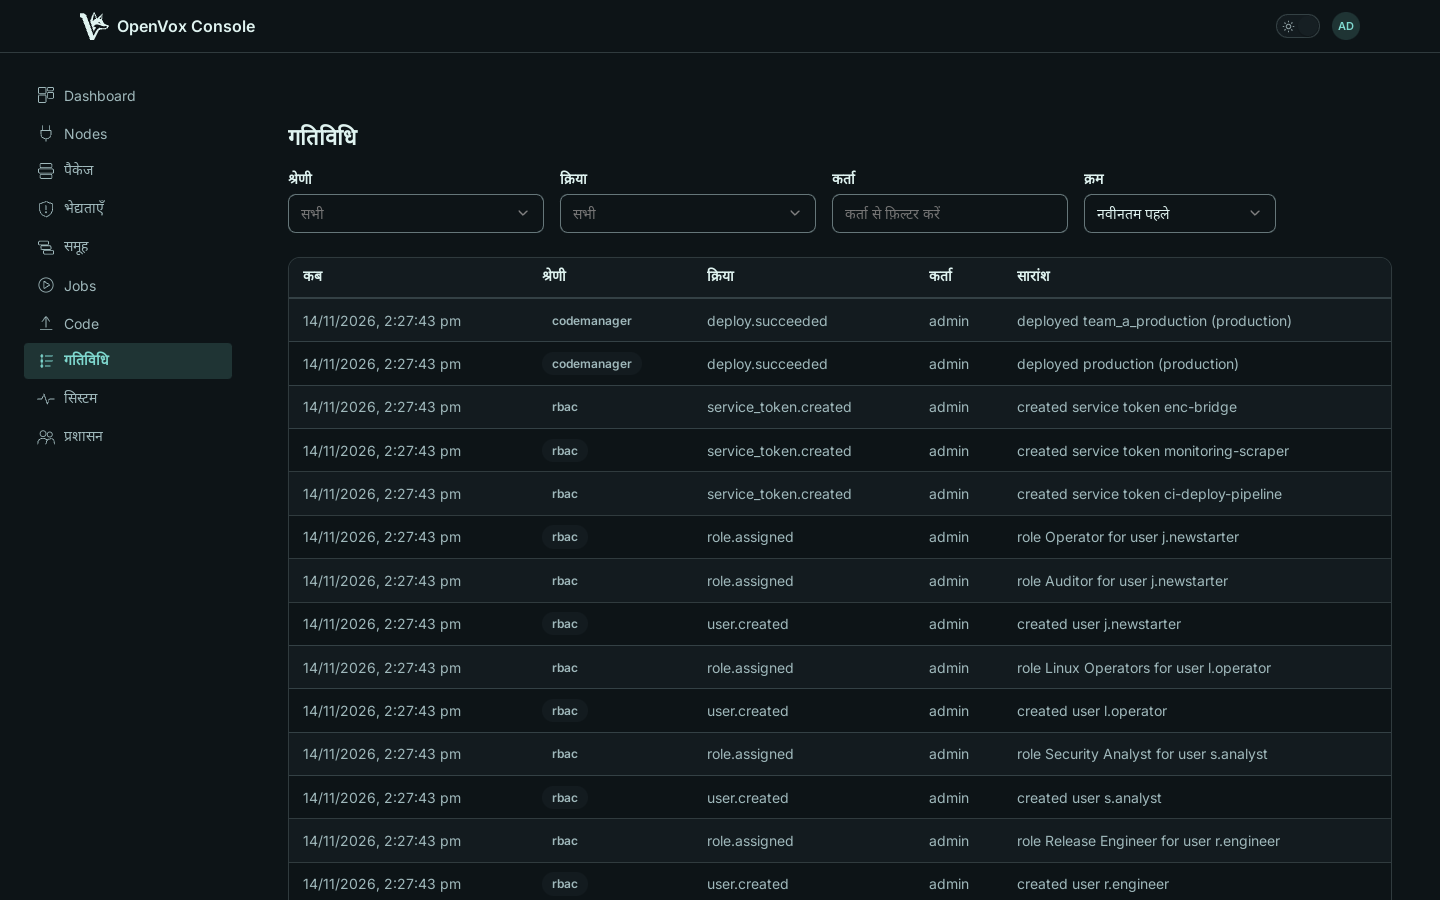 OpenVox Console
AD
Dashboard
Nodes
पैकेज
भेद्यताएँ
समूह
Jobs
Code
गतिविधि
सिस्टम
प्रशासन
गतिविधि
श्रेणी क्रिया कर्ता क्रम
सभी सभी कर्ता से फ़िल्टर करें नवीनतम पहले
कब श्रेणी क्रिया कर्ता सारांश
14/11/2026, 2:27:43 pm codemanager deploy.succeeded admin deployed team_a_production (production)
14/11/2026, 2:27:43 pm codemanager deploy.succeeded admin deployed production (production)
14/11/2026, 2:27:43 pm rbac service_token.created admin created service token enc-bridge
14/11/2026, 2:27:43 pm rbac service_token.created admin created service token monitoring-scraper
14/11/2026, 2:27:43 pm rbac service_token.created admin created service token ci-deploy-pipeline
14/11/2026, 2:27:43 pm rbac role.assigned admin role Operator for user j.newstarter
14/11/2026, 2:27:43 pm rbac role.assigned admin role Auditor for user j.newstarter
14/11/2026, 2:27:43 pm rbac user.created admin created user j.newstarter
14/11/2026, 2:27:43 pm rbac role.assigned admin role Linux Operators for user l.operator
14/11/2026, 2:27:43 pm rbac user.created admin created user l.operator
14/11/2026, 2:27:43 pm rbac role.assigned admin role Security Analyst for user s.analyst
14/11/2026, 2:27:43 pm rbac user.created admin created user s.analyst
14/11/2026, 2:27:43 pm rbac role.assigned admin role Release Engineer for user r.engineer
14/11/2026, 2:27:43 pm rbac user.created admin created user r.engineer